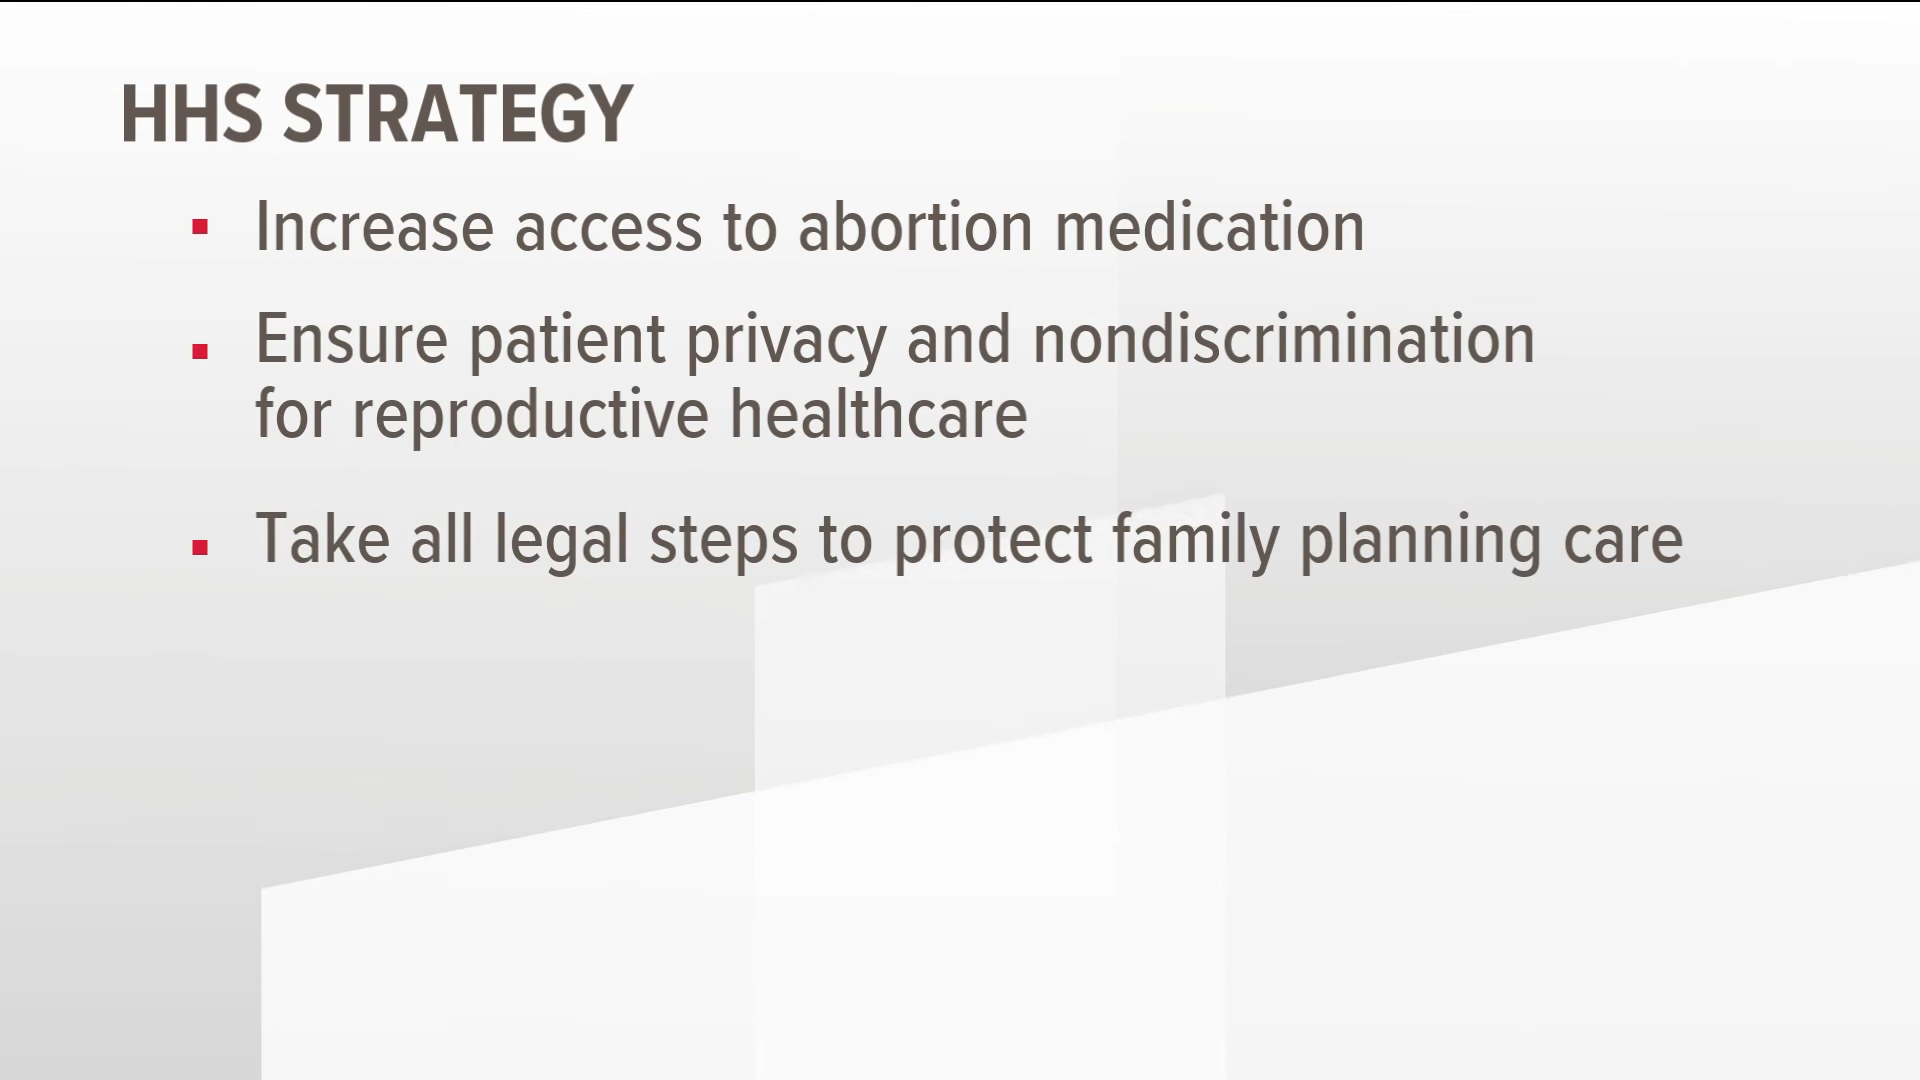 HHS STRATEGY
Increase access to abortion medication
Ensure patient privacy and nondiscrimination
for reproductive healthcare
Take all legal steps to protect family planning care